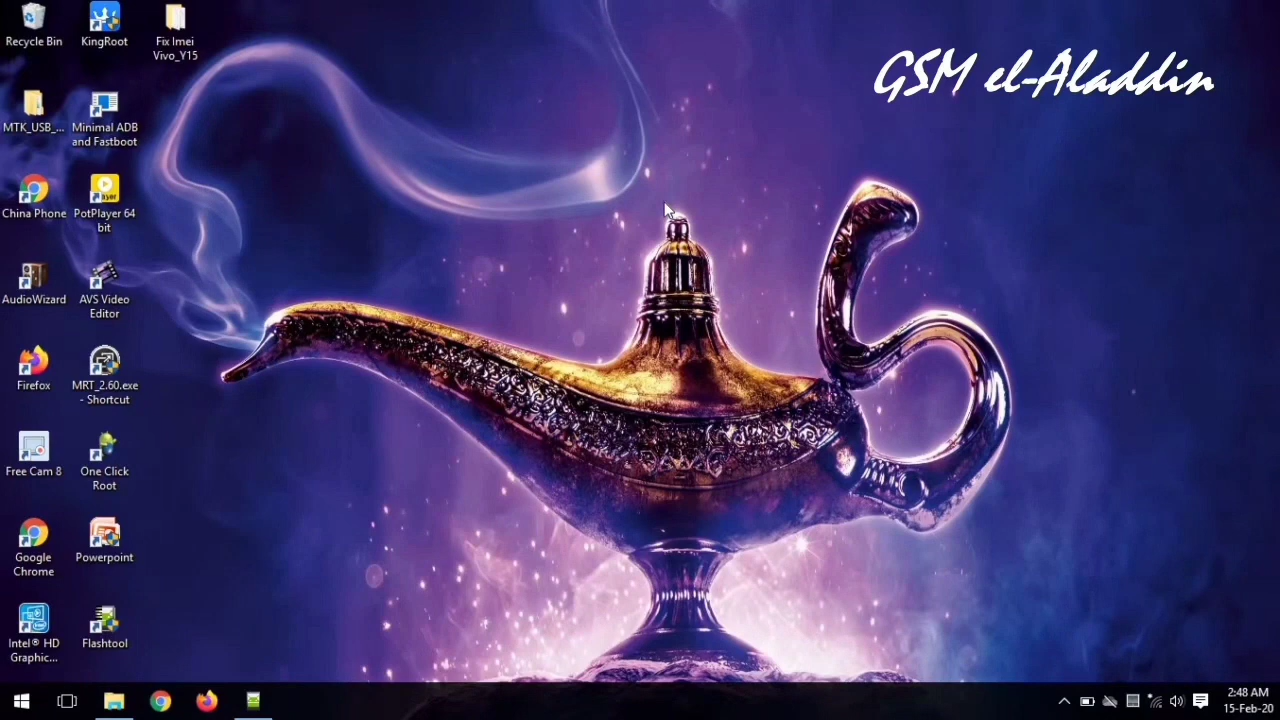 Recycle Bin
KingRoot
Fix Imei
Vivo_Y15
GSM el-Aladdin
MTK_USB_...
Minimal ADB
and Fastboot
China Phone
PotPlayer 64
bit
AudioWizard
AVS Video
Editor
Firefox
MRT_2.60.exe
- Shortcut
Free Cam 8
One Click
Root
Google
Chrome
Powerpoint
Intel® HD
Graphic...
Flashtool
2:48 AM
15-Feb-20